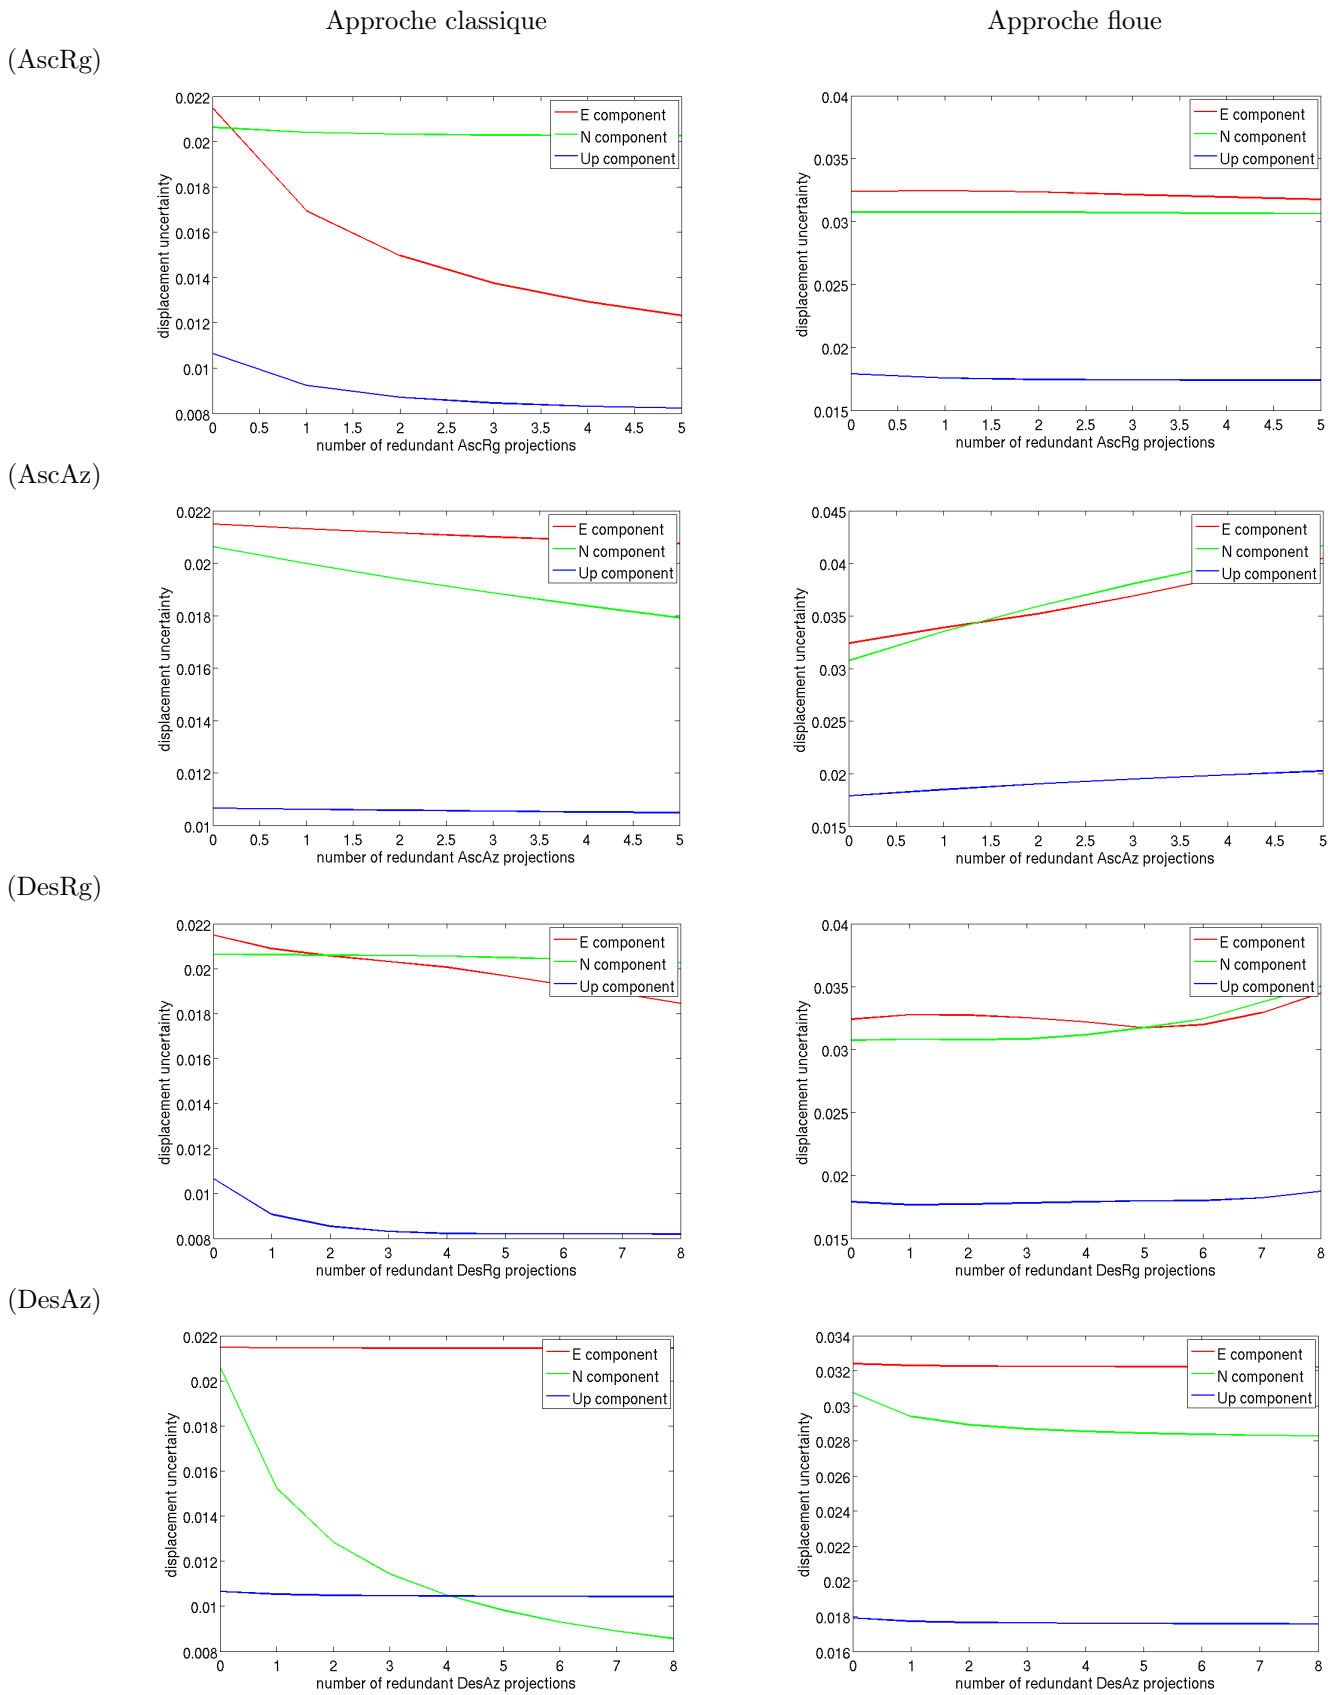 Approche classique
Approche floue
(AscRg)
0.022
0.02
0.018
0.016
0.014
0.012
0.01
0.008
displacement uncertainty
E component
N component
Up component
0 0.5 1 1.5 2 2.5 3 3.5 4 4.5 5
number of redundant AscRg projections
0.04
0.035
0.03
0.025
0.02
0.015
displacement uncertainty
E component
N component
Up component
0 0.5 1 1.5 2 2.5 3 3.5 4 4.5 5
number of redundant AscRg projections
(AscAz)
0.022
0.02
0.018
0.016
0.014
0.012
0.01
displacement uncertainty
E component
N component
Up component
0 0.5 1 1.5 2 2.5 3 3.5 4 4.5 5
number of redundant AscAz projections
0.045
0.04
0.035
0.03
0.025
0.02
0.015
displacement uncertainty
E component
N component
Up component
0 0.5 1 1.5 2 2.5 3 3.5 4 4.5 5
number of redundant AscAz projections
(DesRg)
0.022
0.02
0.018
0.016
0.014
0.012
0.01
0.008
displacement uncertainty
E component
N component
Up component
0 1 2 3 4 5 6 7 8
number of redundant DesRg projections
0.04
0.035
0.03
0.025
0.02
0.015
displacement uncertainty
E component
N component
Up component
0 1 2 3 4 5 6 7 8
number of redundant DesRg projections
(DesAz)
0.022
0.02
0.018
0.016
0.014
0.012
0.01
0.008
displacement uncertainty
E component
N component
Up component
0 1 2 3 4 5 6 7 8
number of redundant DesAz projections
0.034
0.032
0.03
0.028
0.026
0.024
0.022
0.02
0.018
0.016
displacement uncertainty
E component
N component
Up component
0 1 2 3 4 5 6 7 8
number of redundant DesAz projections